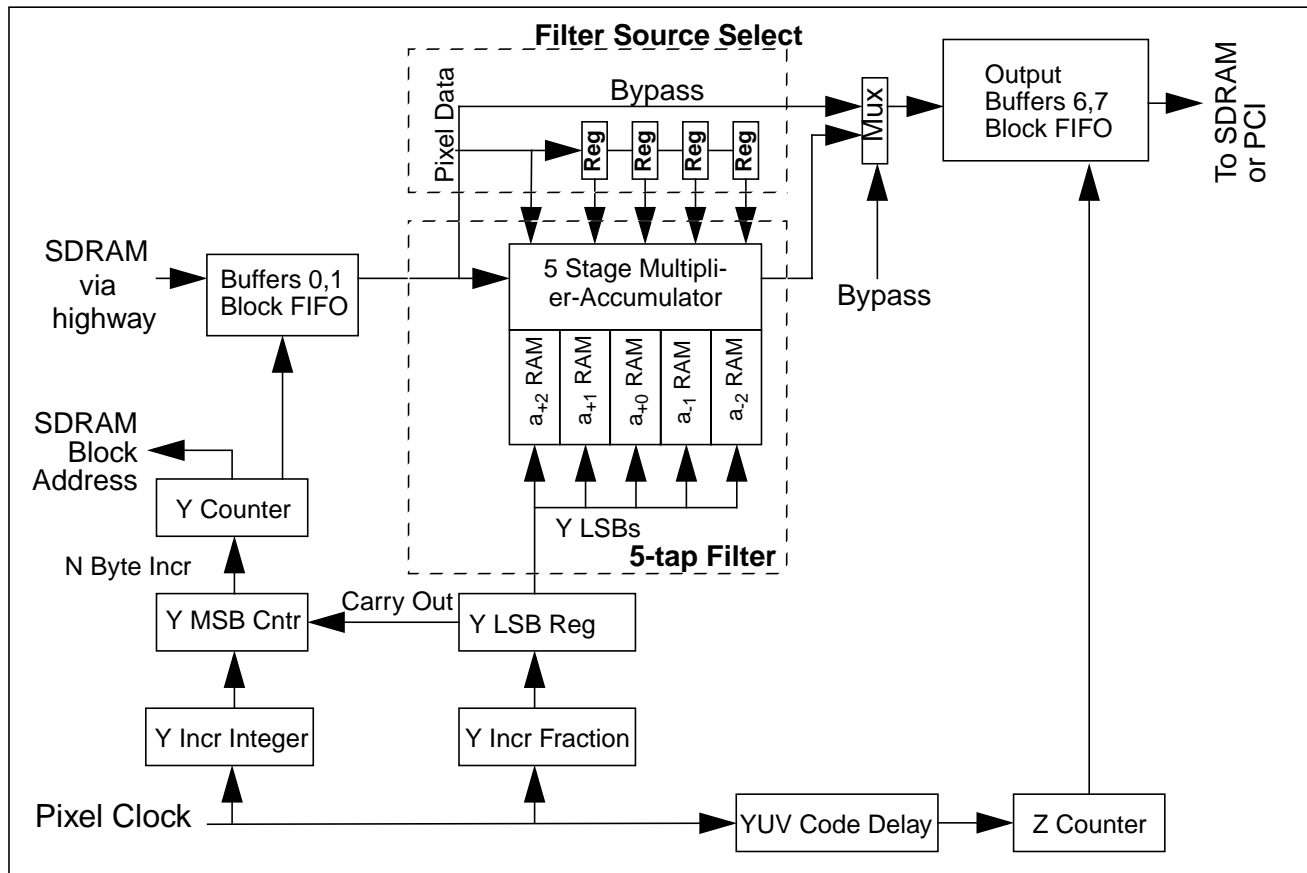 Filter Source Select
Pixel Data
Bypass
Reg
Reg
Reg
Reg
Mux
Output
Buffers 6,7
Block FIFO
To SDRAM
or PCI
SDRAM
via
highway
Buffers 0,1
Block FIFO
5 Stage Multipli-
er-Accumulator
Bypass
a+2 RAM
a+1 RAM
a+0 RAM
a-1 RAM
a-2 RAM
SDRAM
Block
Address
Y Counter
Y LSBs
5-tap Filter
N Byte Incr
Y MSB Cntr
Carry Out
Y LSB Reg
Y Incr Integer
Y Incr Fraction
Pixel Clock
YUV Code Delay
Z Counter